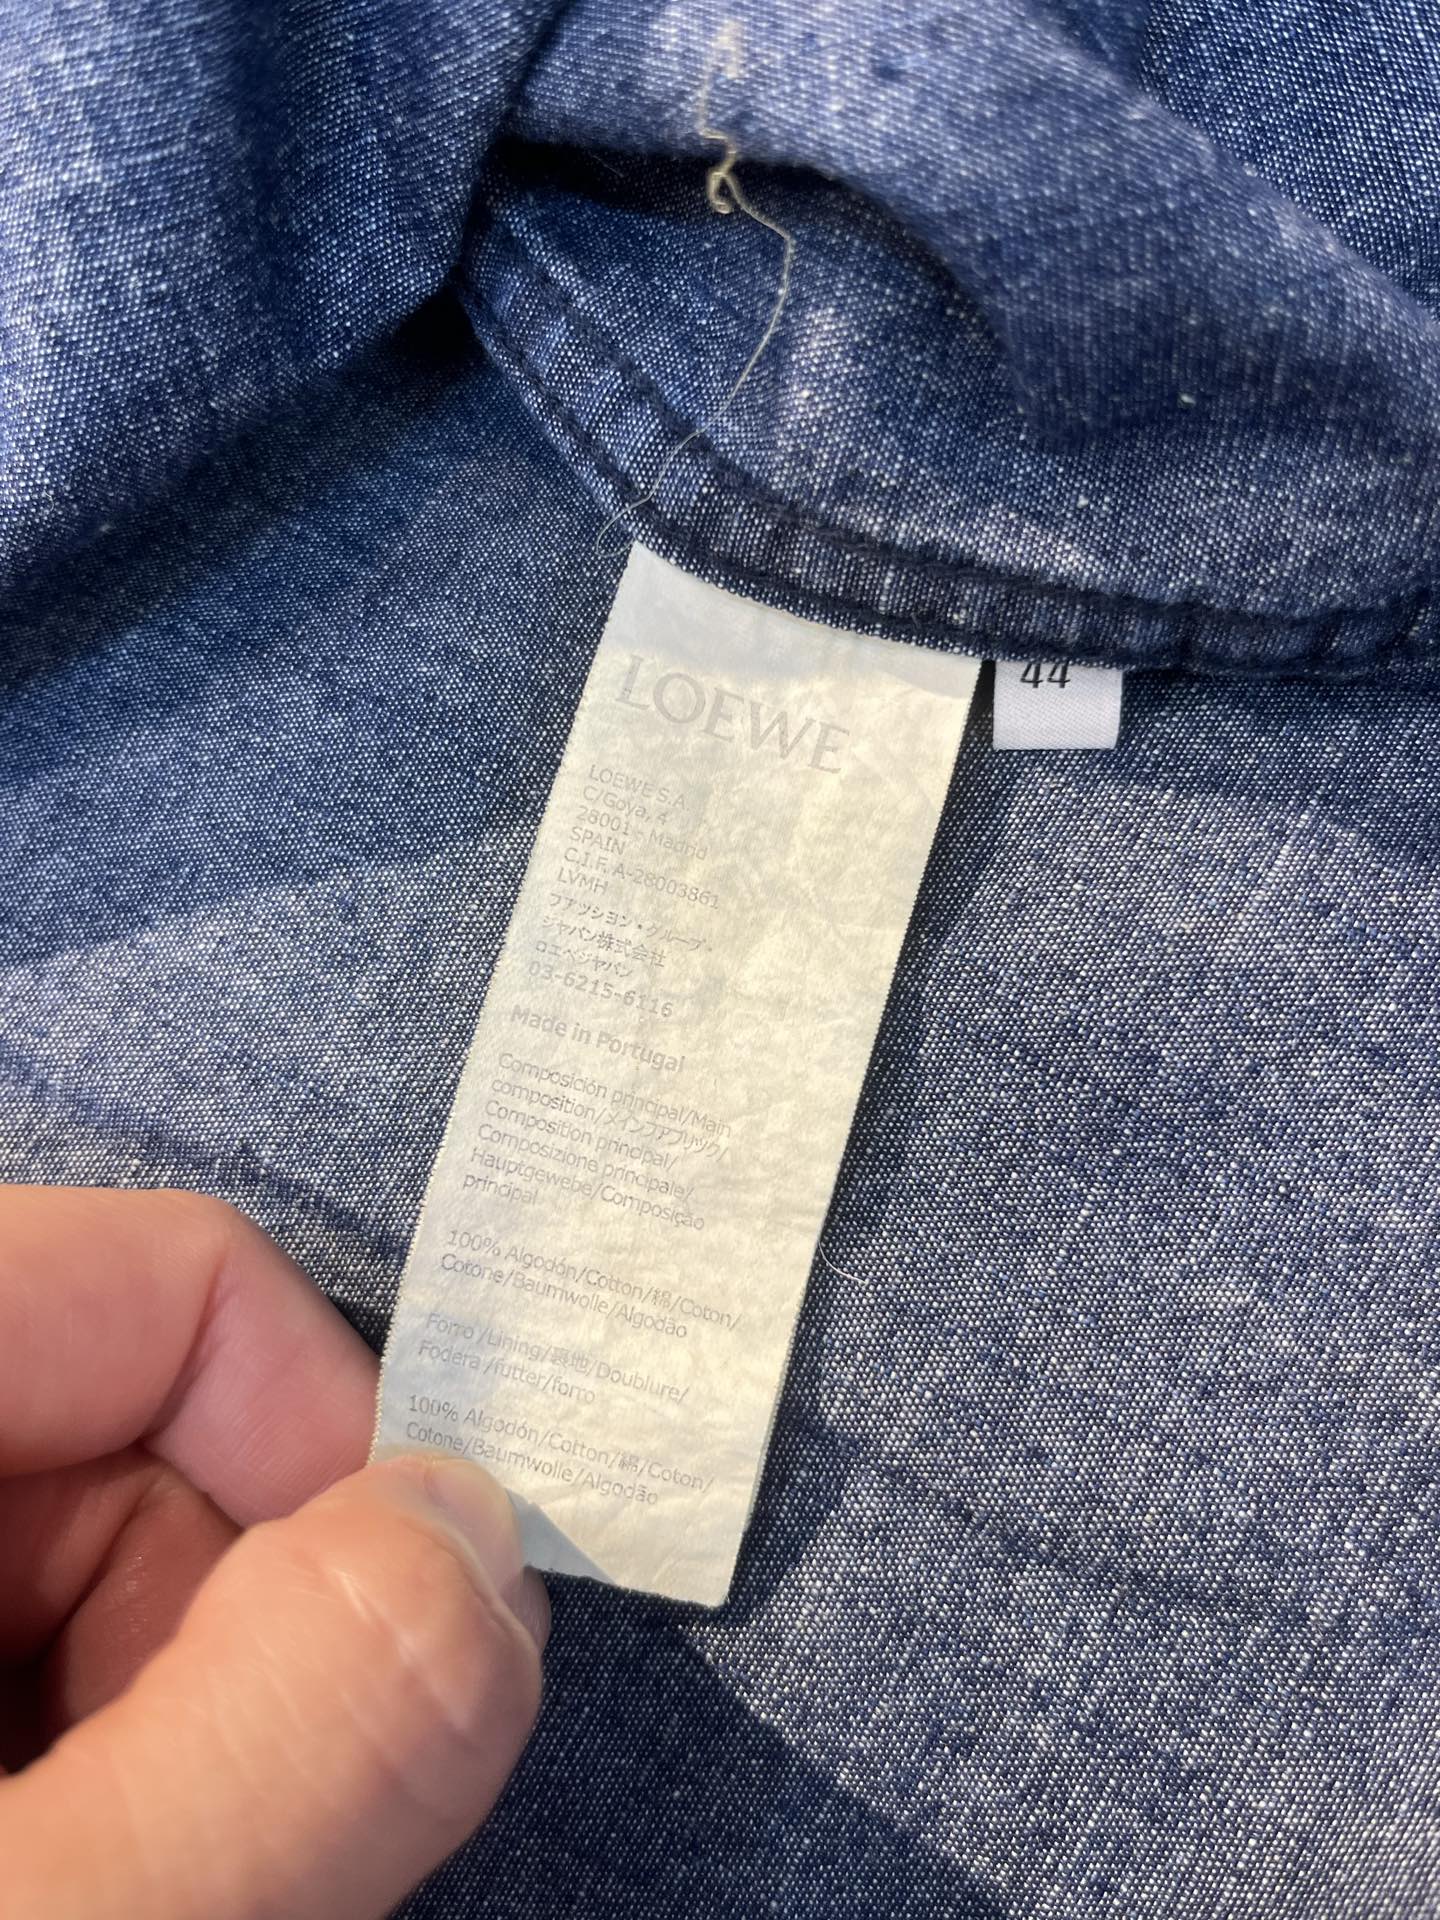 LOEWE
44
LOEWE S.A.
C/Goya, 4
28001 - Madrid
SPAIN
C.I.F. A-28003861
LVMH
ファッション・グループ・
ジャパン株式会社
ロエベジャパン
03-6215-6116
Made in Portugal
Composición principal/Main
composition/メインファブリック/
Composition principal/
Composizione principale/
Hauptgewebe/Composição
principal
100% Algodón/Cotton/綿/Coton/
Cotone/Baumwolle/Algodão
Forro/Lining/裏地/Doublure/
Fodera/futter/forro
100% Algodón/Cotton/綿/Coton/
Cotone/Baumwolle/Algodão